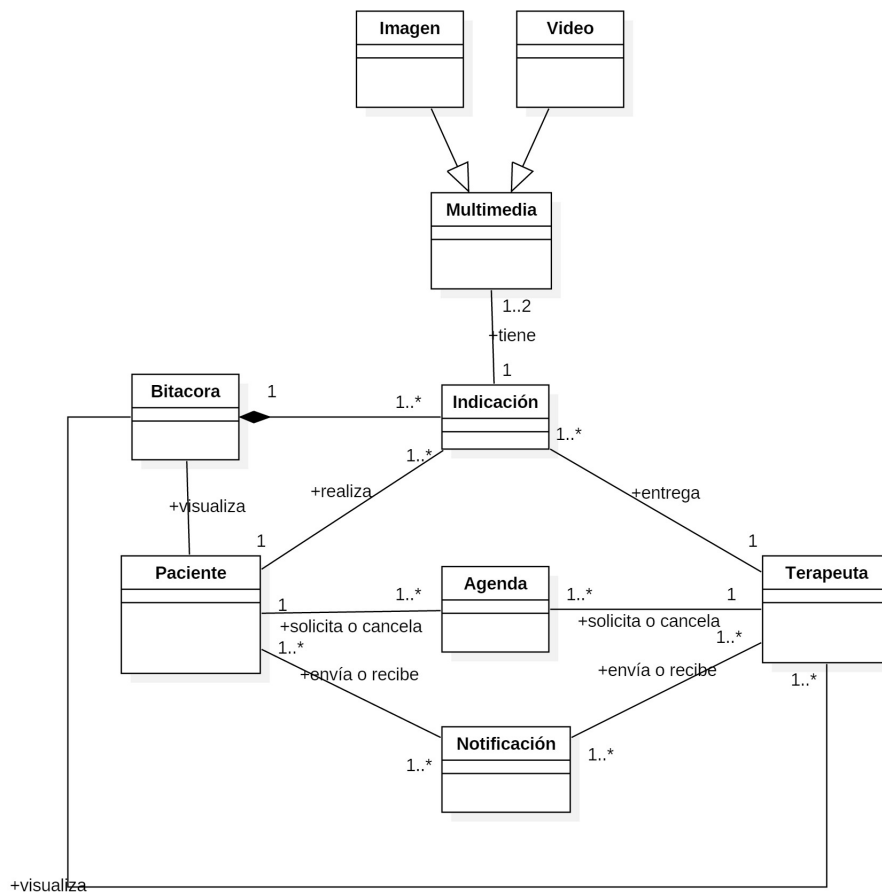 Imagen
Video
Multimedia
1..2
+tiene
1
Bitacora
1
1..*
Indicación
1..*
1..*
+realiza
+entrega
+visualiza
1
1
Paciente
Agenda
Terapeuta
1
1..*
1..*
1
+solicita o cancela
+solicita o cancela
1..*
1..*
+envía o recibe
+envía o recibe
1..*
Notificación
1..*
1..*
+visualiza